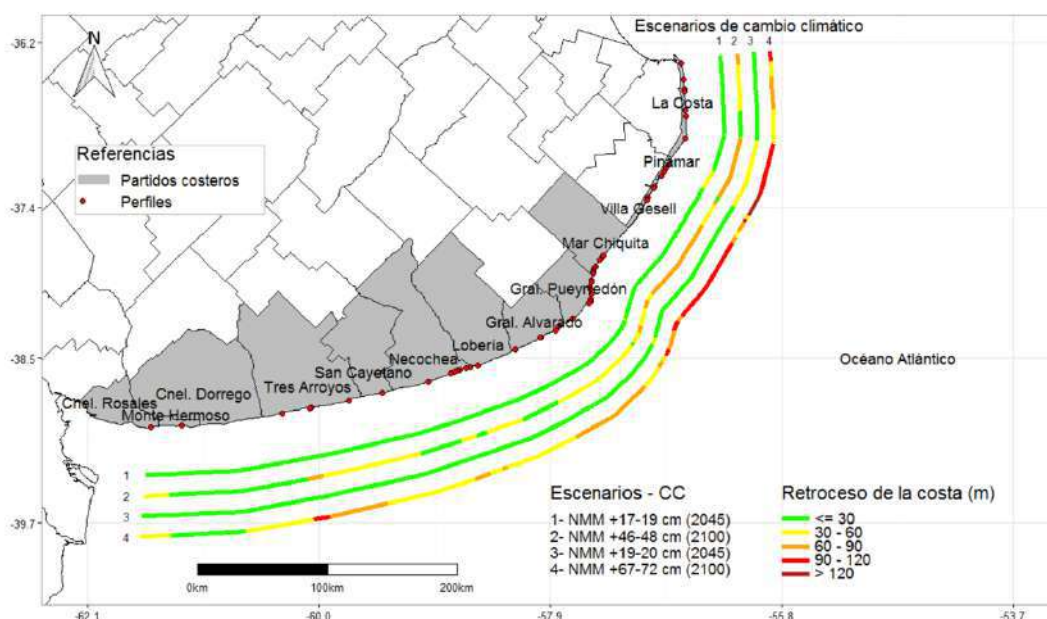 Escenarios de cambio climático
1 2 3 4
-36.2
N
La Costa
Referencias
Partidos costeros
Perfiles
Pinamar
-37.4
Villa Gesell
Mar Chiquita
Gral. Pueyrredón
Gral. Alvarado
-38.5
Océano Atlántico
Lobería
Necochea
San Cayetano
Tres Arroyos
Cnel. Dorrego
Cnel. Rosales
Monte Hermoso
1
2
3
4
Escenarios - CC
1- NMM +17-19 cm (2045)
2- NMM +46-48 cm (2100)
3- NMM +19-20 cm (2045)
4- NMM +67-72 cm (2100)
Retroceso de la costa (m)
<= 30
30 - 60
60 - 90
90 - 120
> 120
-39.7
0km 100km 200km
-62.1 -60.0 -57.9 -55.8 -53.7